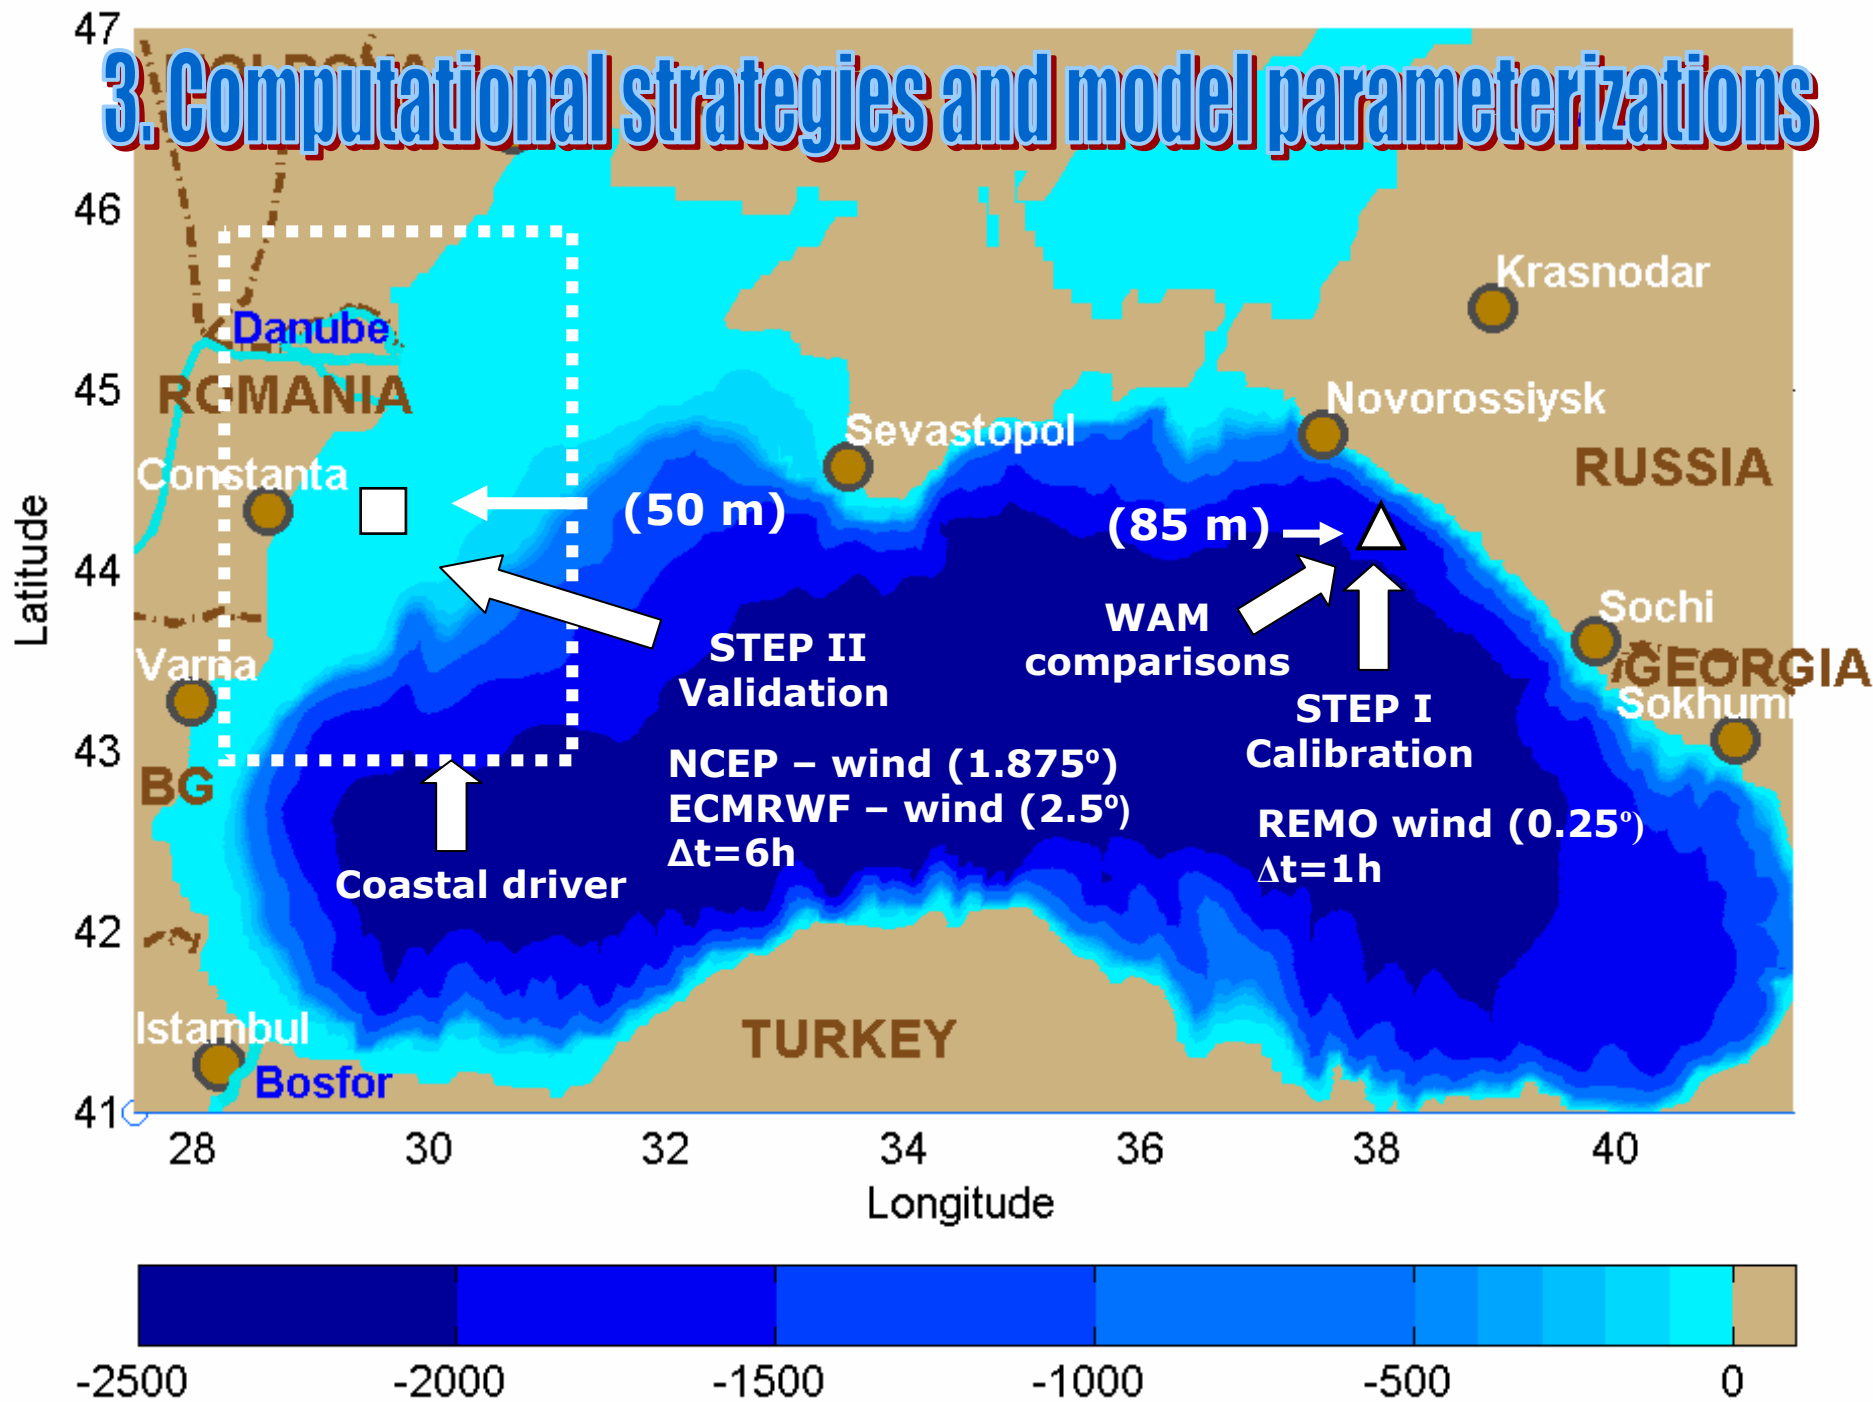 3. Computational strategies and model parameterizations
47
46
45
44
43
42
41
Latitude
Krasnodar
Danube
ROMANIA
Novorossiysk
Sevastopol
RUSSIA
Constanta
(50 m)
(85 m)
Sochi
WAM
comparisons
STEP II
Validation
GEORGIA
Varna
Sokhumi
STEP I
Calibration
NCEP – wind (1.875º)
ECMRWF – wind (2.5º)
Δt=6h
BG
REMO wind (0.25º)
Δt=1h
Coastal driver
Istambul
TURKEY
Bosfor
28 30 32 34 36 38 40
Longitude
-2500 -2000 -1500 -1000 -500 0